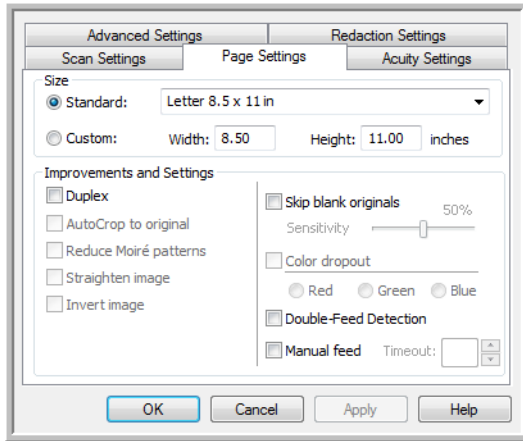 Advanced Settings Redaction Settings
Scan Settings Page Settings Acuity Settings
Size
Standard: Letter 8.5 x 11 in
Custom: Width: 8.50 Height: 11.00 inches
Improvements and Settings
Duplex
AutoCrop to original
Reduce Moiré patterns
Straighten image
Invert image
Skip blank originals 50%
Sensitivity
Color dropout
Red Green Blue
Double-Feed Detection
Manual feed Timeout:
OK Cancel Apply Help